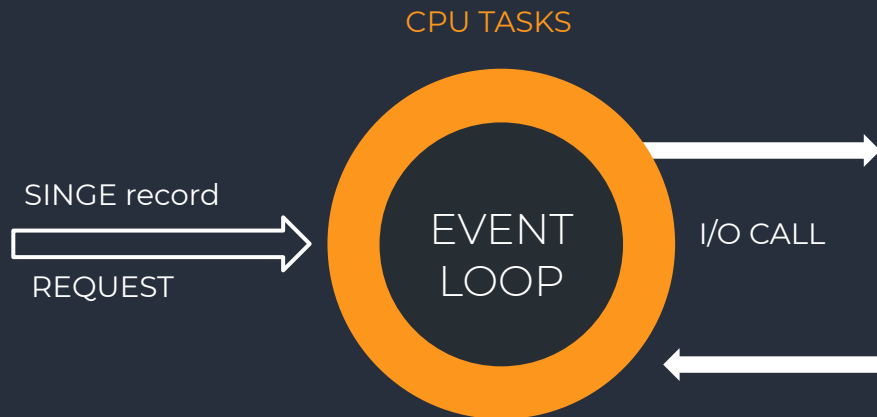 CPU TASKS
SINGE record
REQUEST
EVENT
LOOP
I/O CALL